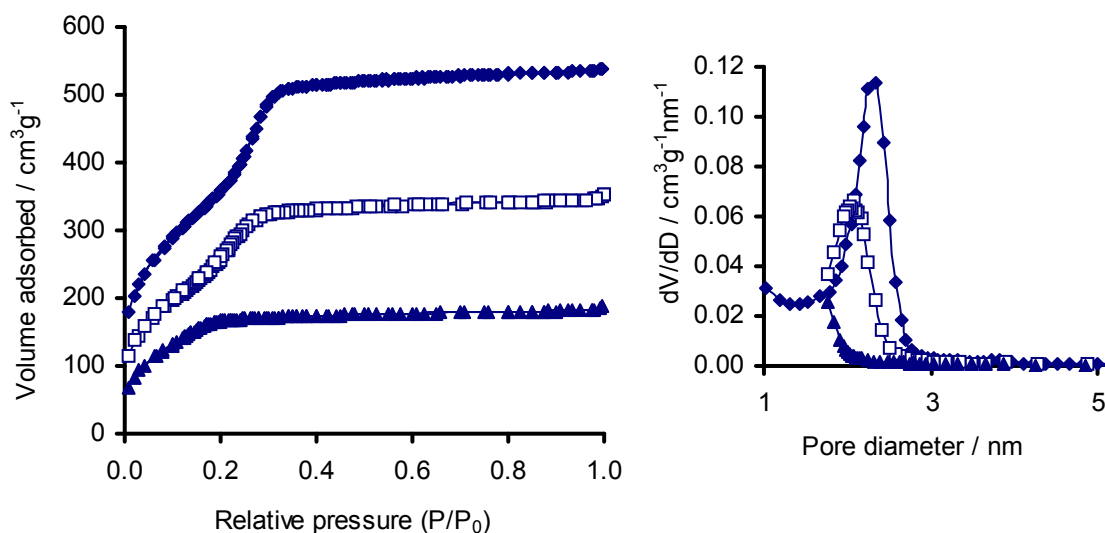 Volume adsorbed / cm³g⁻¹
600
500
400
300
200
100
0
0.0 0.2 0.4 0.6 0.8 1.0
Relative pressure (P/P₀)
dV/dD / cm³g⁻¹nm⁻¹
0.12
0.10
0.08
0.06
0.04
0.02
0.00
1 3 5
Pore diameter / nm